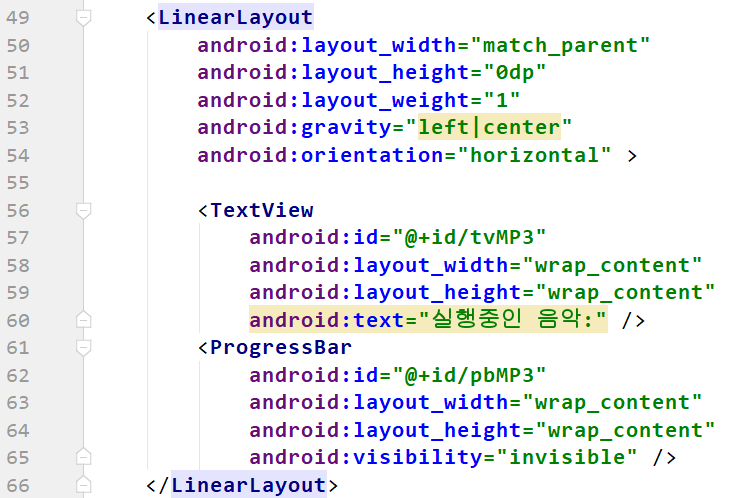 49 <LinearLayout
50 android:layout_width="match_parent"
51 android:layout_height="0dp"
52 android:layout_weight="1"
53 android:gravity="left|center"
54 android:orientation="horizontal" >
55
56 <TextView
57 android:id="@+id/tvMP3"
58 android:layout_width="wrap_content"
59 android:layout_height="wrap_content"
60 android:text="실행중인 음악:" />
61 <ProgressBar
62 android:id="@+id/pbMP3"
63 android:layout_width="wrap_content"
64 android:layout_height="wrap_content"
65 android:visibility="invisible" />
66 </LinearLayout>